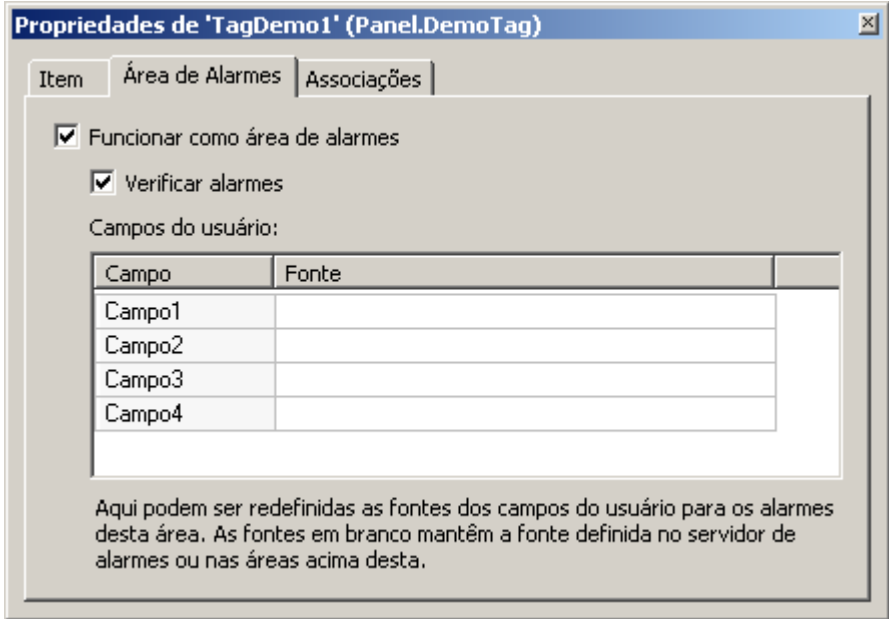 Propriedades de 'TagDemo1' (Panel.DemoTag)
Item Área de Alarmes Associações
Funcionar como área de alarmes
Verificar alarmes
Campos do usuário:
Campo Fonte
Campo1
Campo2
Campo3
Campo4
Aqui podem ser redefinidas as fontes dos campos do usuário para os alarmes
desta área. As fontes em branco mantêm a fonte definida no servidor de
alarmes ou nas áreas acima desta.